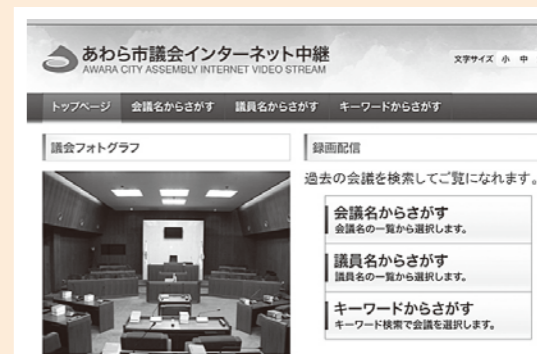 あわら市議会インターネット中継
AWARA CITY ASSEMBLY INTERNET VIDEO STREAM
文字サイズ 小 中
トップページ 会議名からさがす 議員名からさがす キーワードからさがす
議会フォトグラフ
録画配信
過去の会議を検索してご覧になれます。
会議名からさがす
会議名の一覧から選択します。
議員名からさがす
議員名の一覧から選択します。
キーワードからさがす
キーワード検索で会議を選択します。